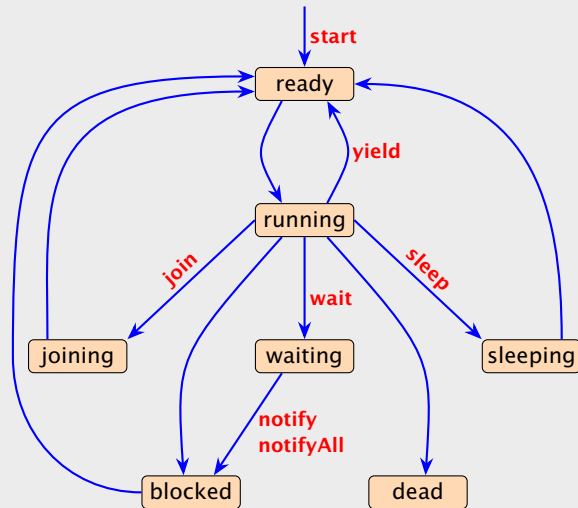 start
ready
yield
running
join
sleep
wait
joining
waiting
sleeping
notify
notifyAll
blocked
dead